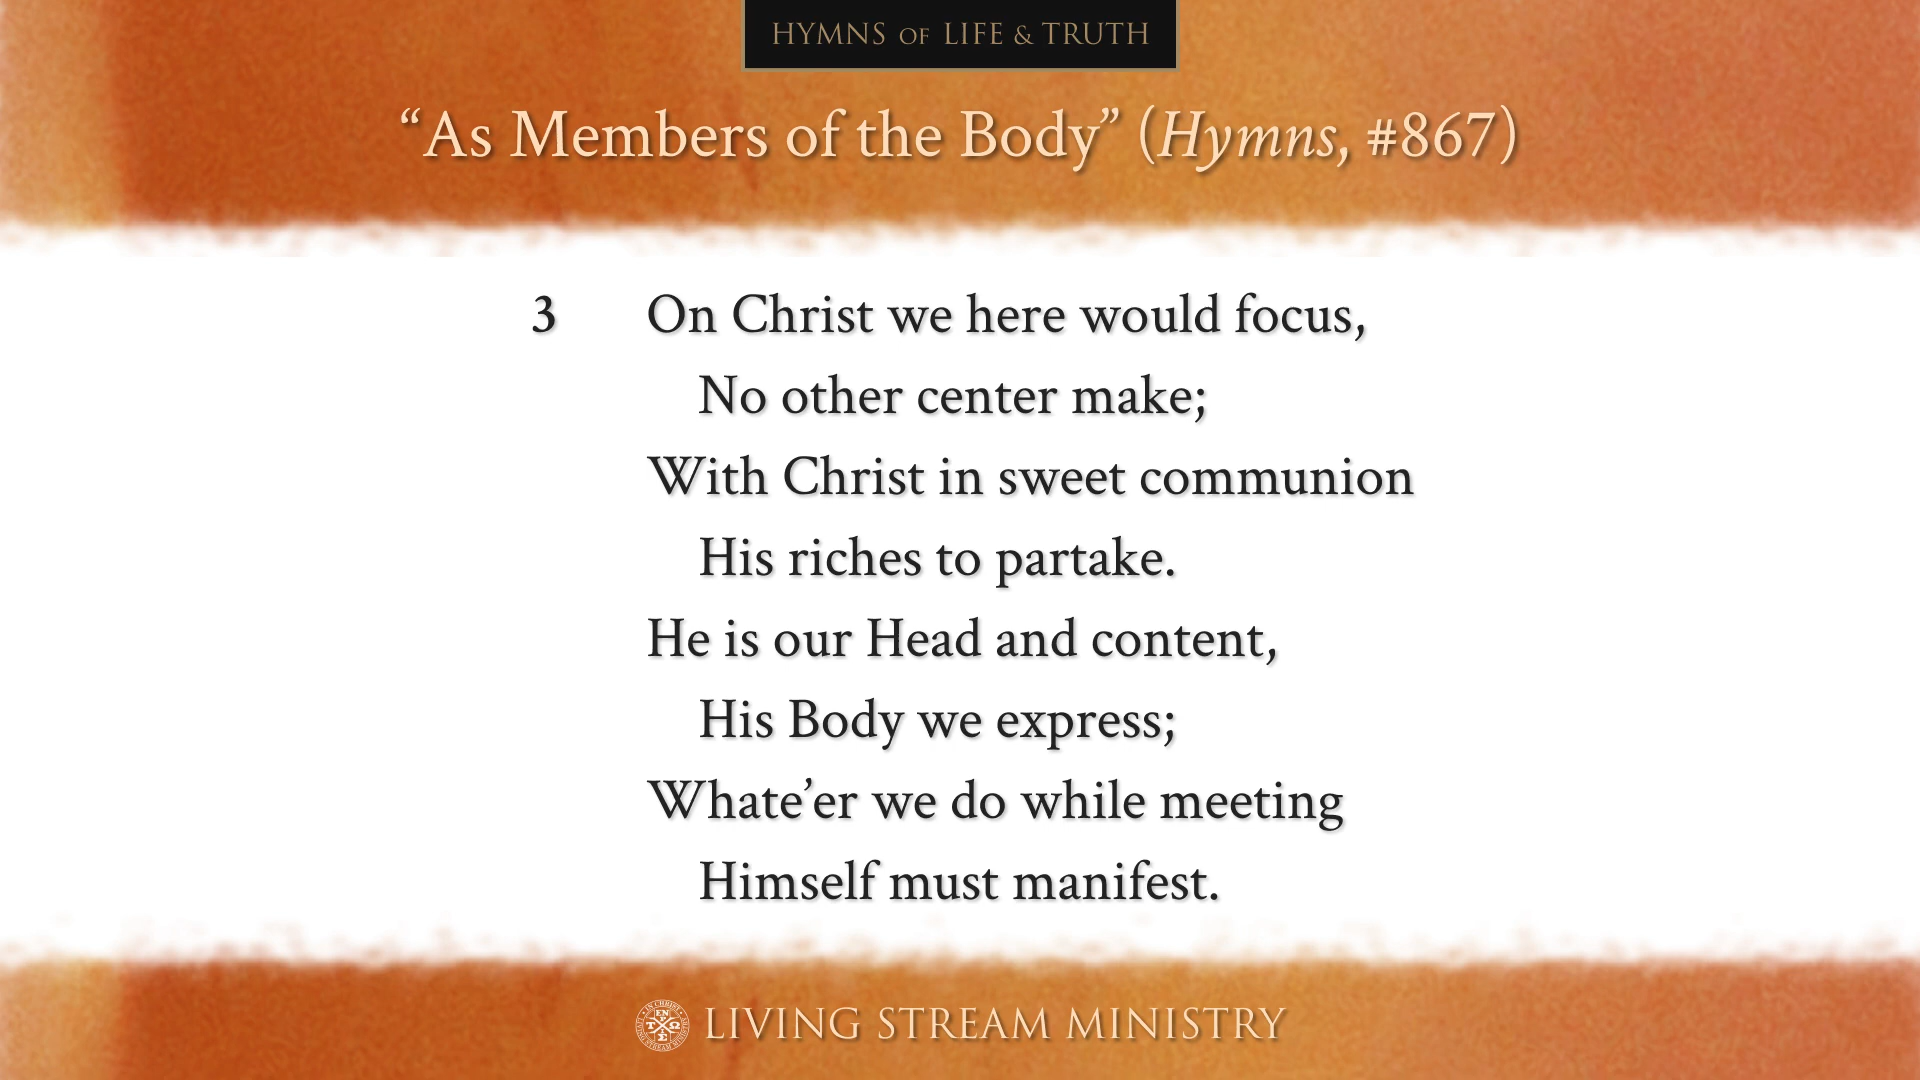 HYMNS OF LIFE & TRUTH
“As Members of the Body” (Hymns, #867)
3 On Christ we here would focus,
No other center make;
With Christ in sweet communion
His riches to partake.
He is our Head and content,
His Body we express;
Whate’er we do while meeting
Himself must manifest.
LIVING STREAM MINISTRY